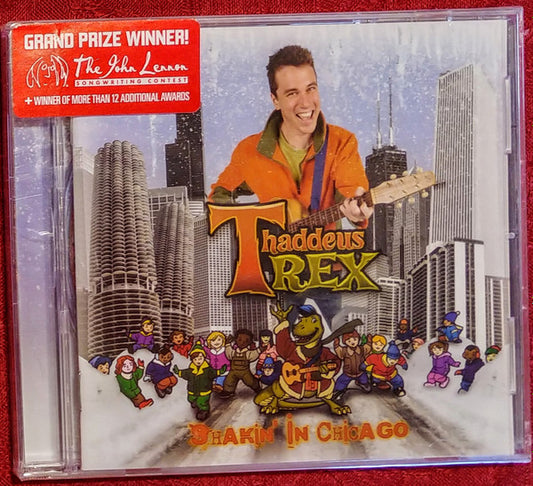 GRAND PRIZE WINNER!
The John Lennon
SONGWRITING CONTEST
+ WINNER OF MORE THAN 12 ADDITIONAL AWARDS
Thaddeus
REX
SHAKIN' IN CHICAGO